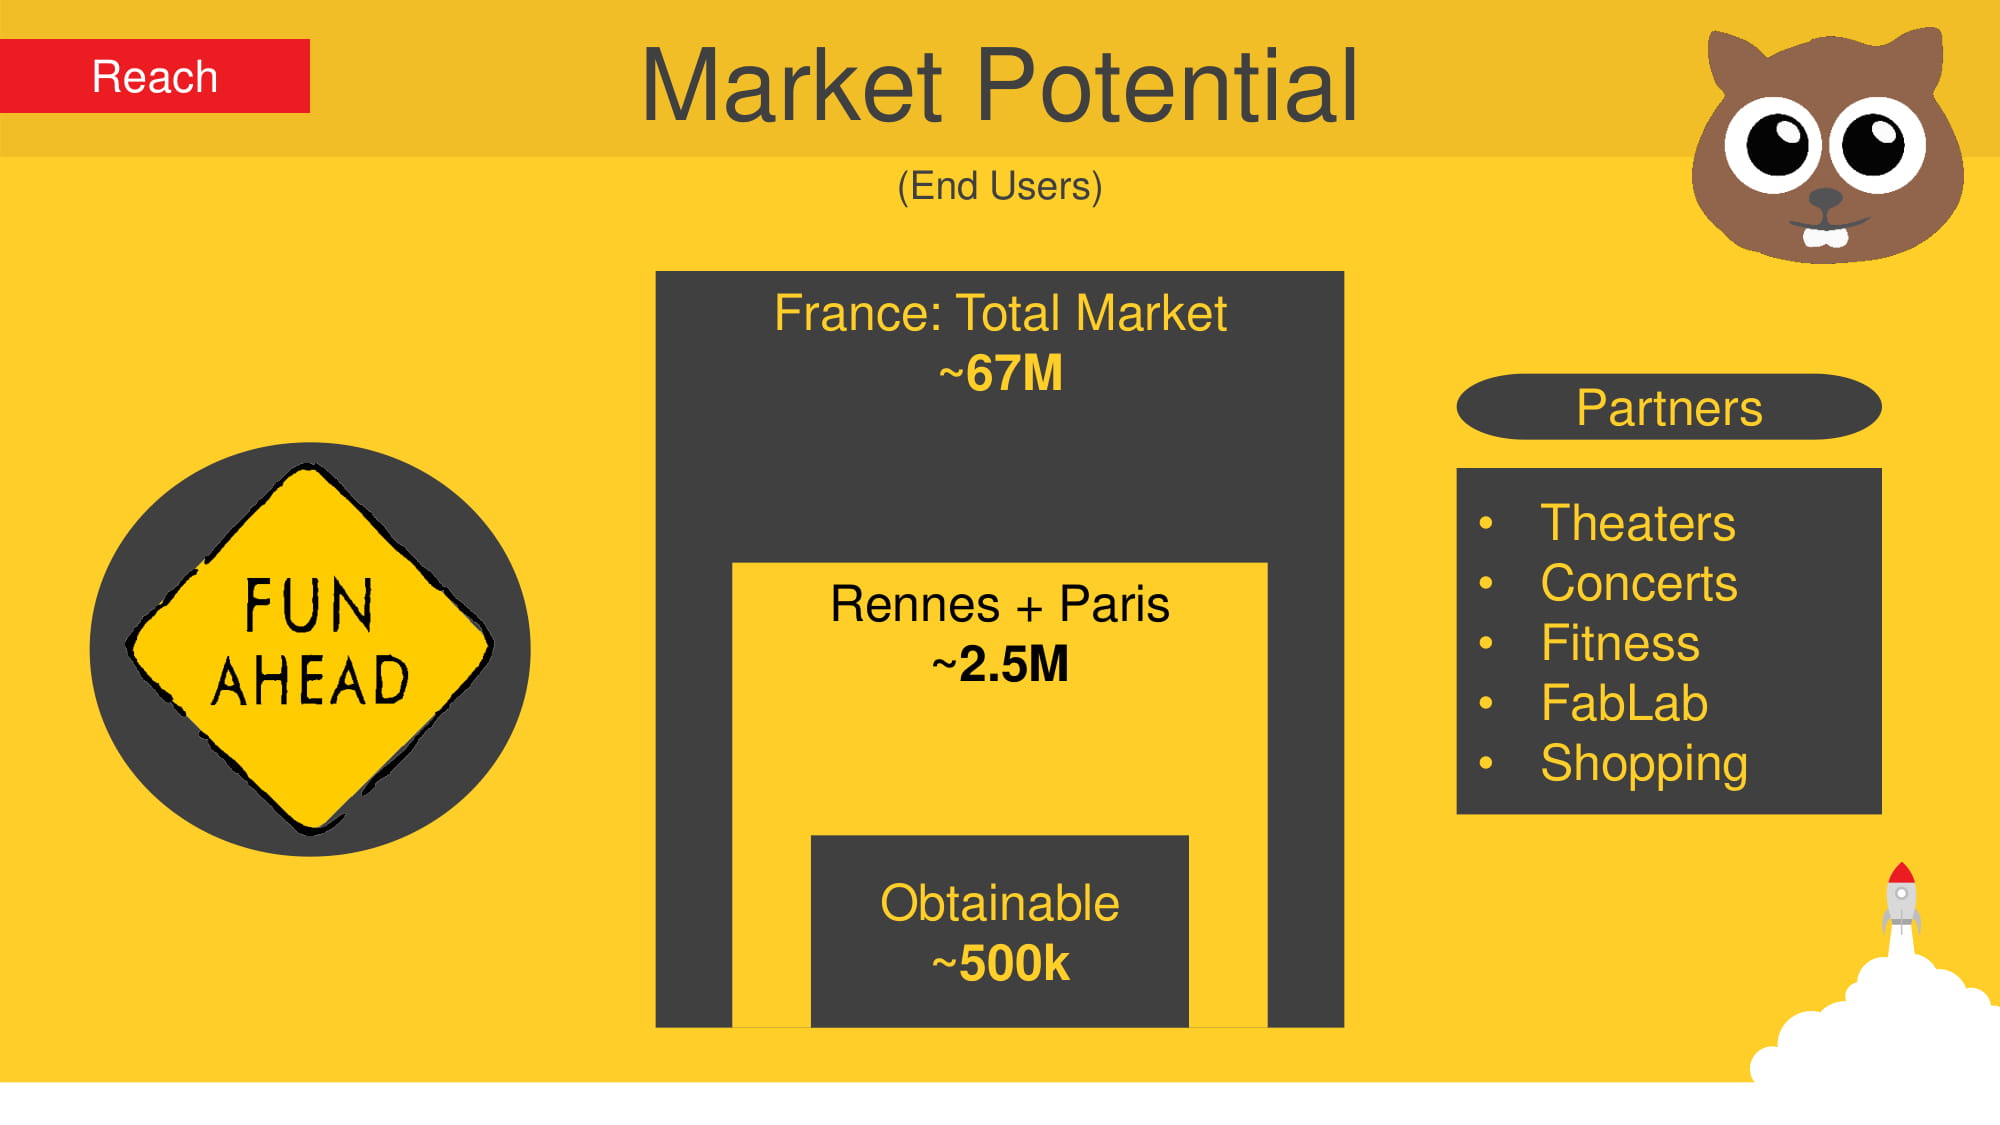 Reach
Market Potential
(End Users)
FUN
AHEAD
France: Total Market
~67M
Rennes + Paris
~2.5M
Obtainable
~500k
Partners
• Theaters
• Concerts
• Fitness
• FabLab
• Shopping